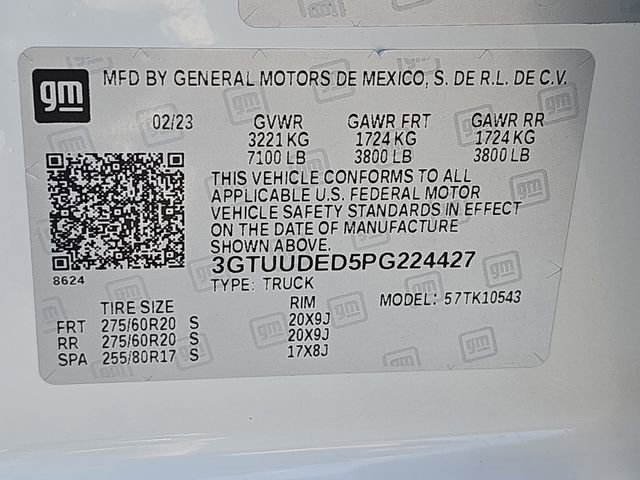 gm
MFD BY GENERAL MOTORS DE MEXICO, S. DE R.L. DE C.V.
02/23 GVWR GAWR FRT GAWR RR
3221 KG 1724 KG 1724 KG
7100 LB 3800 LB 3800 LB
THIS VEHICLE CONFORMS TO ALL
APPLICABLE U.S. FEDERAL MOTOR
VEHICLE SAFETY STANDARDS IN EFFECT
ON THE DATE OF MANUFACTURE
SHOWN ABOVE.
3GTUUDED5PG224427
8624
TYPE: TRUCK
TIRE SIZE RIM MODEL: 57TK10543
FRT 275/60R20 S 20X9J
RR 275/60R20 S 20X9J
SPA 255/80R17 S 17X8J